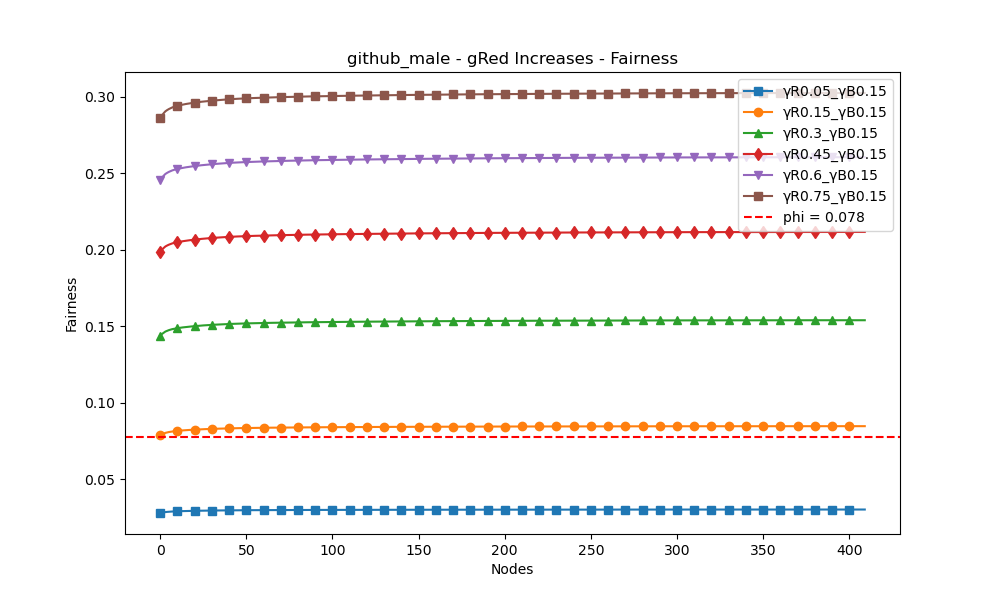 github_male - gRed Increases - Fairness
Fairness
0.30
0.25
0.20
0.15
0.10
0.05
γR0.05_γB0.15
γR0.15_γB0.15
γR0.3_γB0.15
γR0.45_γB0.15
γR0.6_γB0.15
γR0.75_γB0.15
phi = 0.078
0 50 100 150 200 250 300 350 400
Nodes